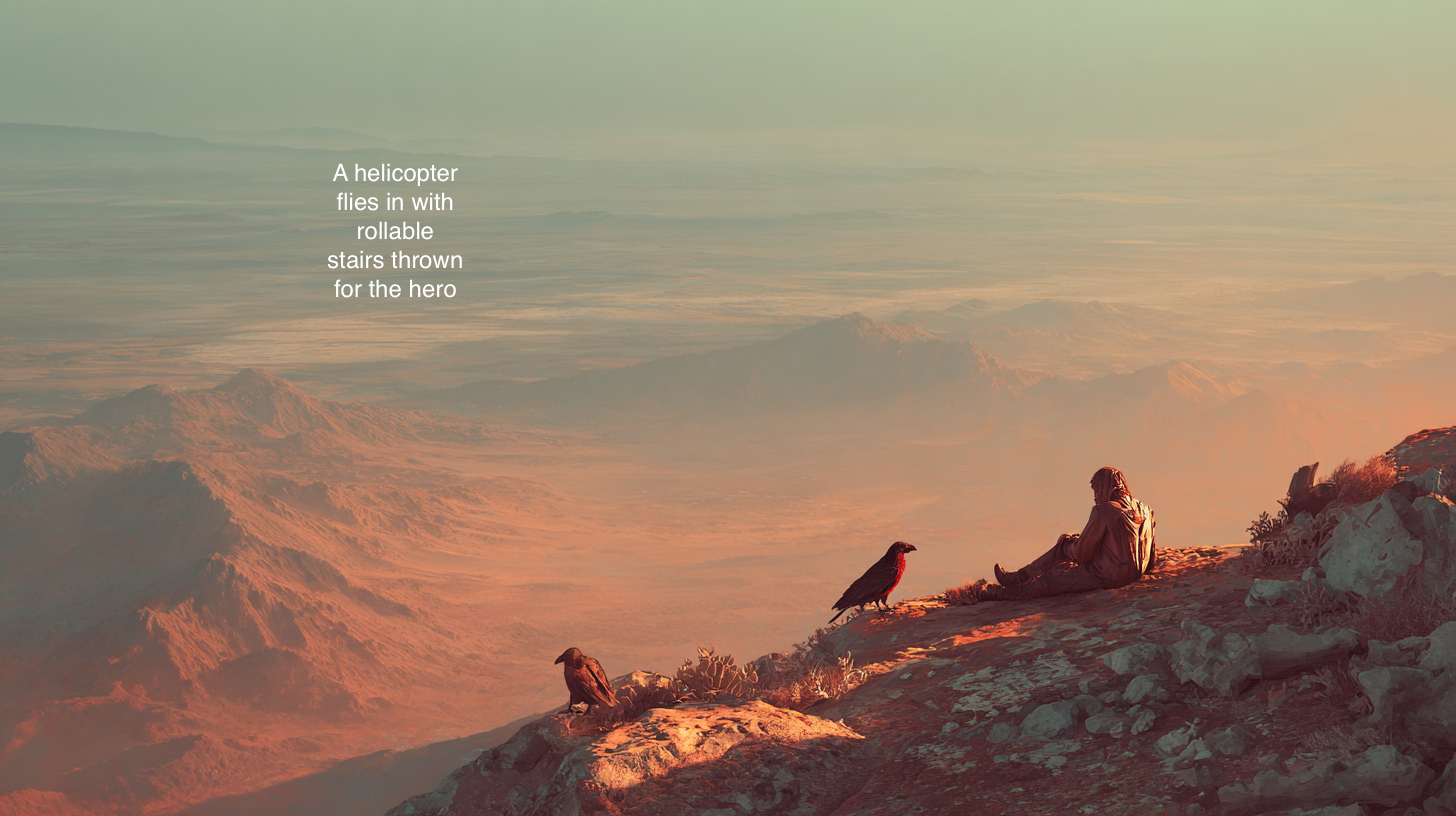 A helicopter
flies in with
rollable
stairs thrown
for the hero